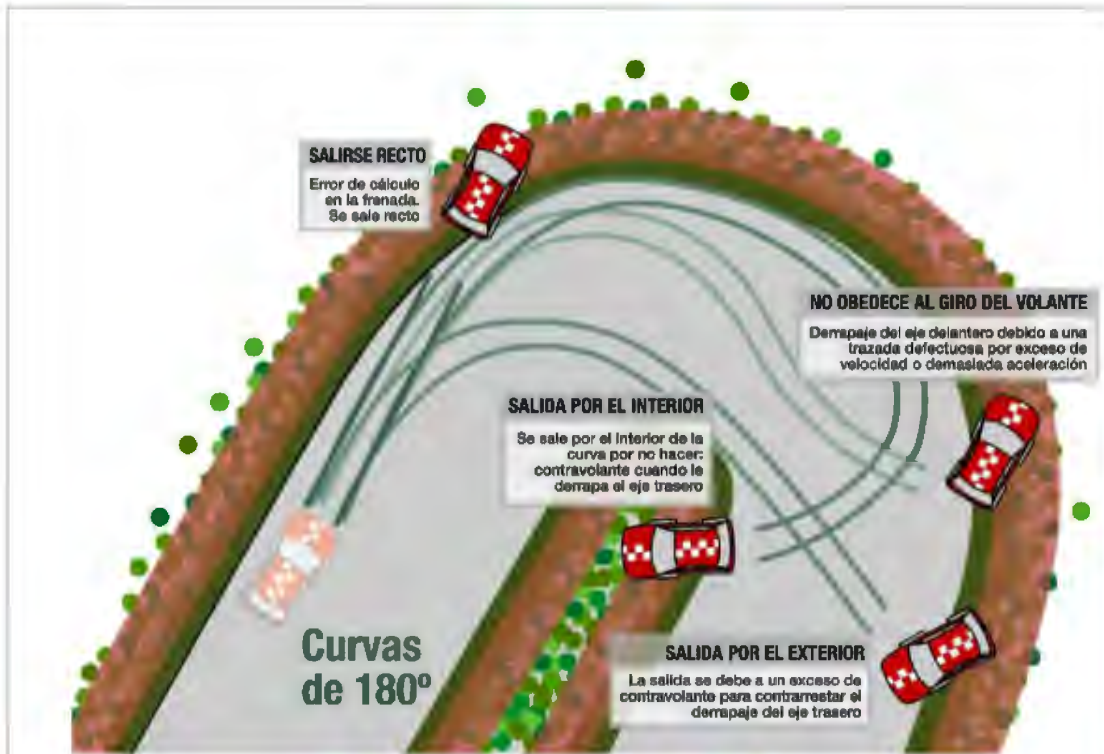 SALIRSE RECTO
Error de cálculo
en la frenada.
Se sale recto
NO OBEDECE AL GIRO DEL VOLANTE
Derrapaje del eje delantero debido a una
trazada defectuosa por exceso de
velocidad o demasiada aceleración
SALIDA POR EL INTERIOR
Se sale por el interior de la
curva por no hacer:
contravolante cuando le
derrapa el eje trasero
Curvas
de 180º
SALIDA POR EL EXTERIOR
La salida se debe a un exceso de
contravolante para contrarrestar el
derrapaje del eje trasero